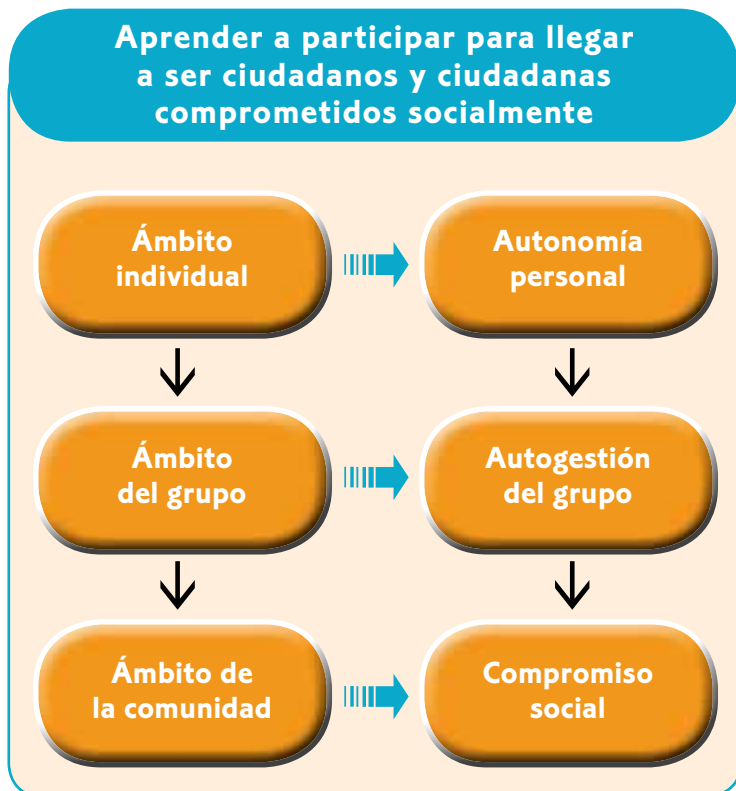 Aprender a participar para llegar
a ser ciudadanos y ciudadanas
comprometidos socialmente
Ámbito
individual
Autonomía
personal
Ámbito
del grupo
Autogestión
del grupo
Ámbito de
la comunidad
Compromiso
social